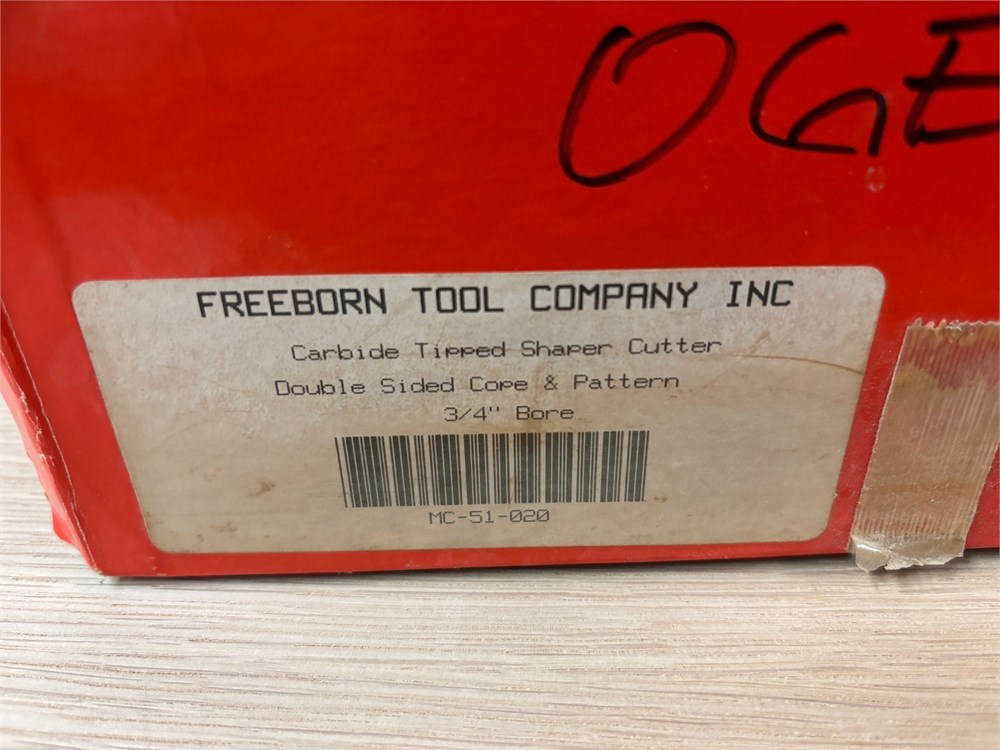 OGE
FREEBORN TOOL COMPANY INC
Carbide Tipped Shaper Cutter
Double Sided Cope & Pattern
3/4" Bore
MC-51-020